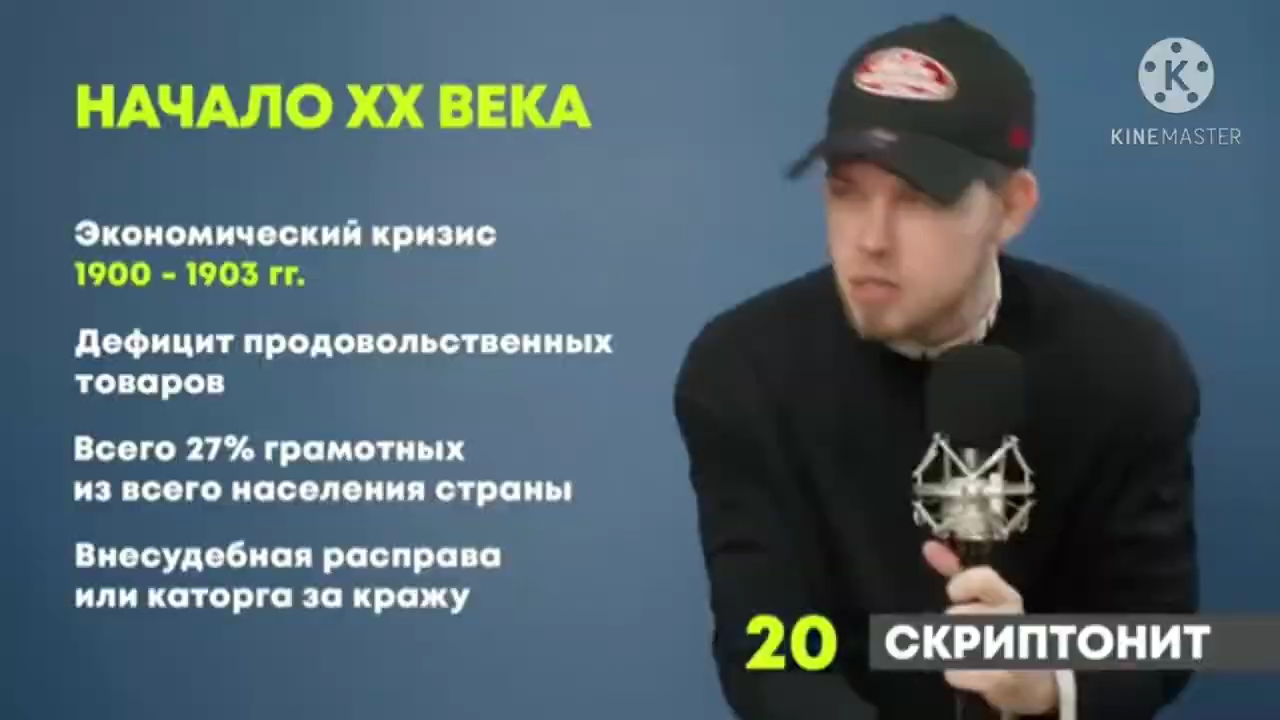 НАЧАЛО XX ВЕКА
KINEMASTER
Экономический кризис
1900 - 1903 гг.
Дефицит продовольственных
товаров
Всего 27% грамотных
из всего населения страны
Внесудебная расправа
или каторга за кражу
20 СКРИПТОНИТ